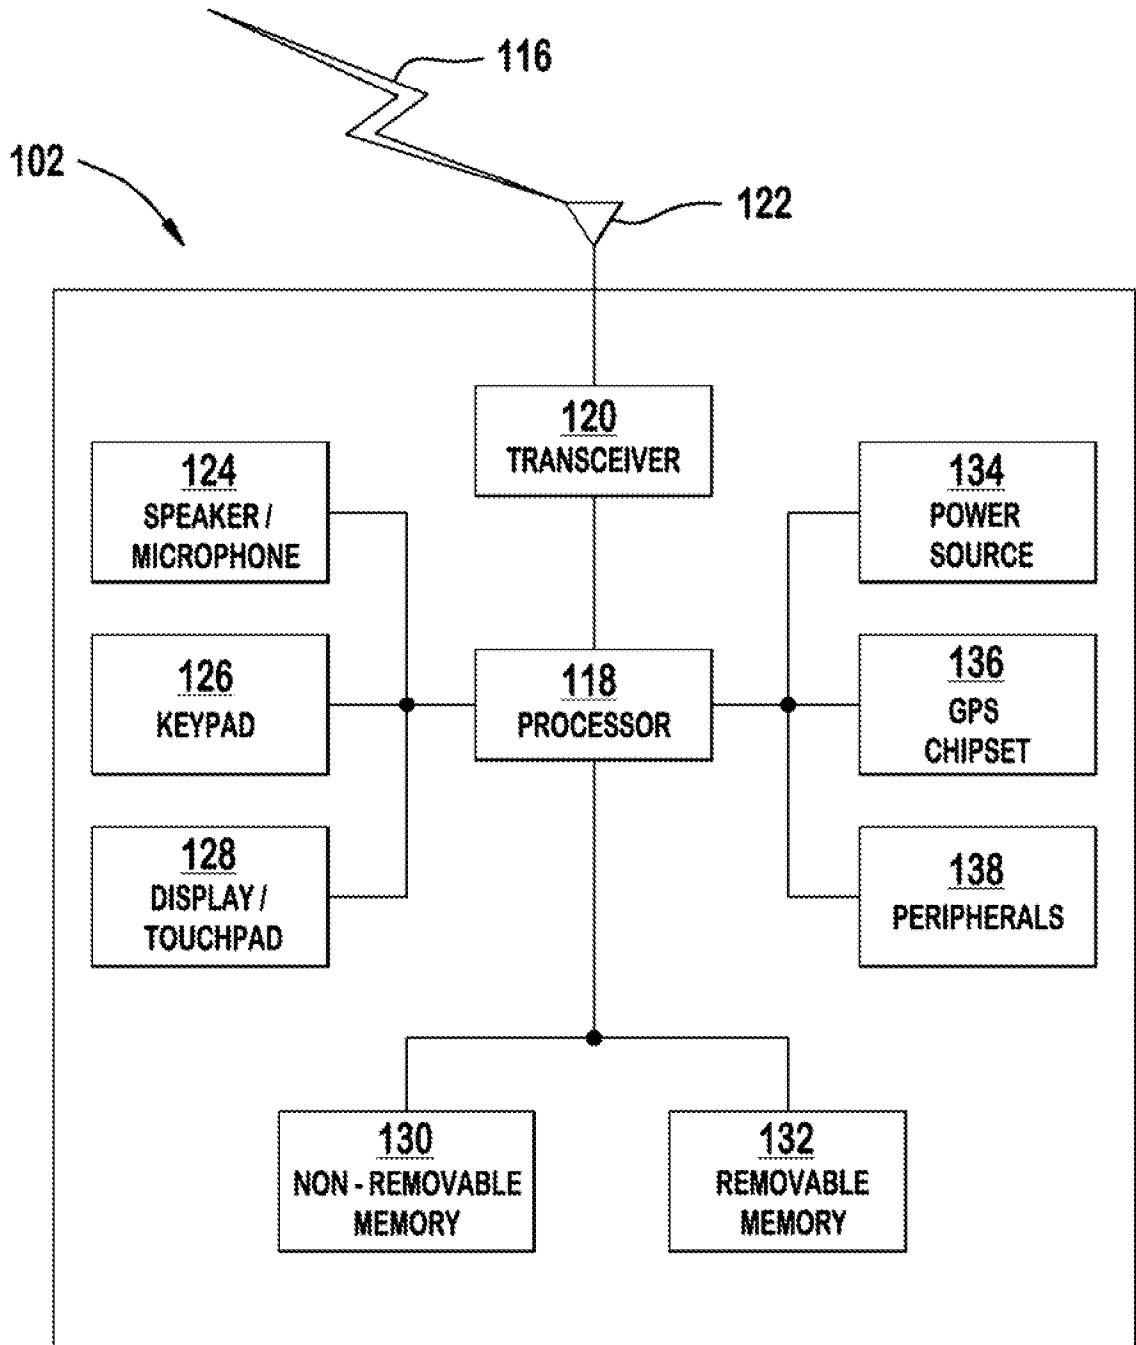 116
102
122
120
TRANSCEIVER
124
SPEAKER /
MICROPHONE
134
POWER
SOURCE
126
KEYPAD
118
PROCESSOR
136
GPS
CHIPSET
128
DISPLAY /
TOUCHPAD
138
PERIPHERALS
130
NON - REMOVABLE
MEMORY
132
REMOVABLE
MEMORY